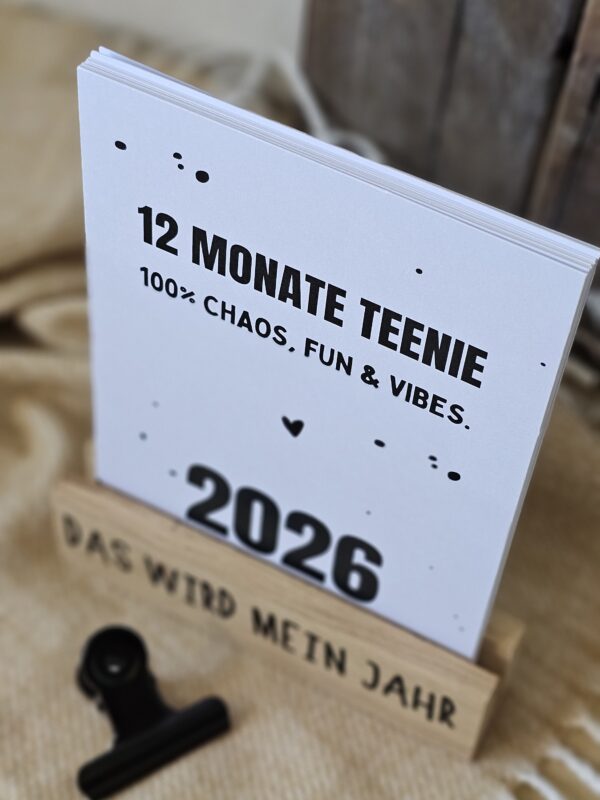 12 MONATE TEENIE
100% CHAOS, FUN & VIBES.
2026
DAS WIRD MEIN JAHR